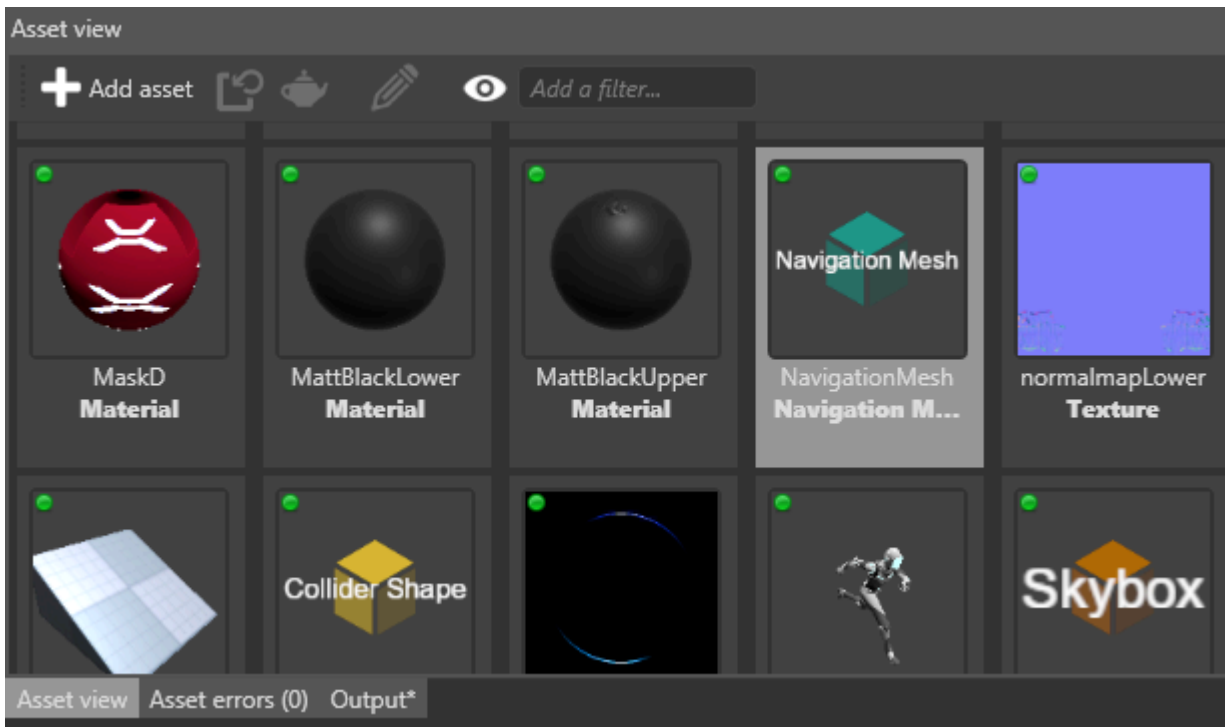 Asset view
Add asset
Add a filter...
Navigation Mesh
MaskD
Material
MattBlackLower
Material
MattBlackUpper
Material
NavigationMesh
Navigation M...
normalmapLower
Texture
Collider Shape
Skybox
Asset view Asset errors (0) Output*